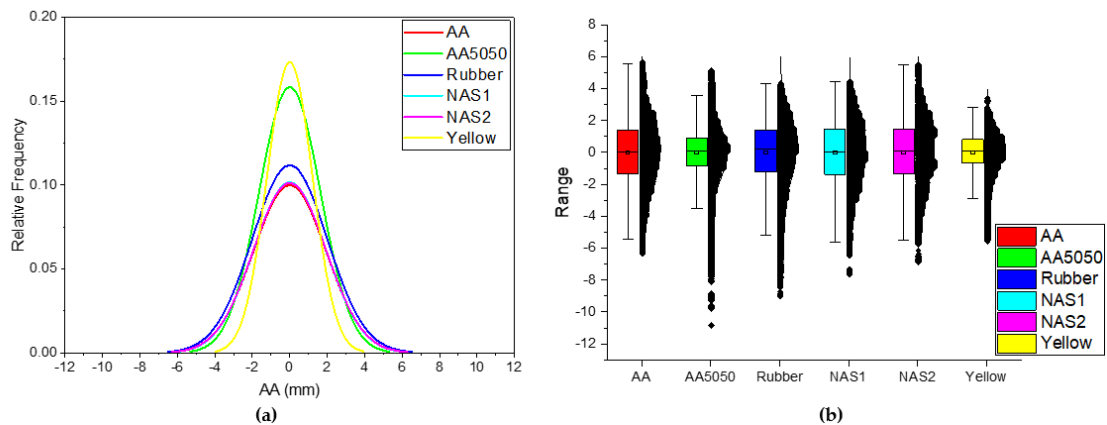 0.20
0.15
0.10
0.05
0.00
Relative Frequency
AA
AA5050
Rubber
NAS1
NAS2
Yellow
-12 -10 -8 -6 -4 -2 0 2 4 6 8 10 12
AA (mm)
(a)
8
6
4
2
0
-2
-4
-6
-8
-10
-12
Range
AA
AA5050
Rubber
NAS1
NAS2
Yellow
AA AA5050 Rubber NAS1 NAS2 Yellow
(b)